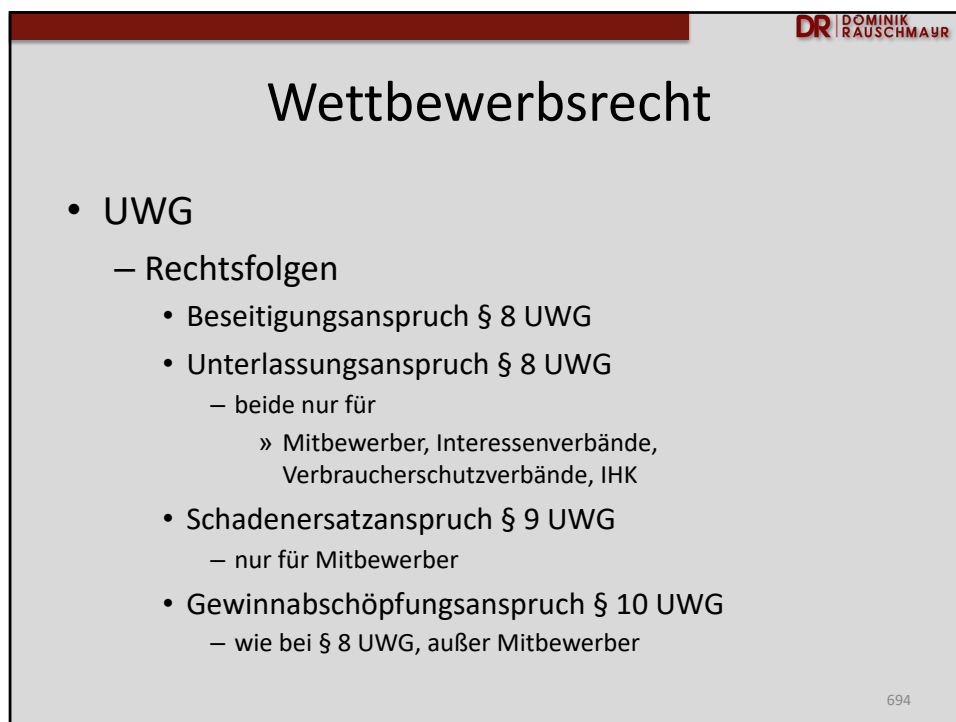 DR DOMINIK
RAUSCHMAYR
Wettbewerbsrecht
• UWG
– Rechtsfolgen
• Beseitigungsanspruch § 8 UWG
• Unterlassungsanspruch § 8 UWG
– beide nur für
» Mitbewerber, Interessenverbände,
Verbraucherschutzverbände, IHK
• Schadenersatzanspruch § 9 UWG
– nur für Mitbewerber
• Gewinnabschöpfungsanspruch § 10 UWG
– wie bei § 8 UWG, außer Mitbewerber
694